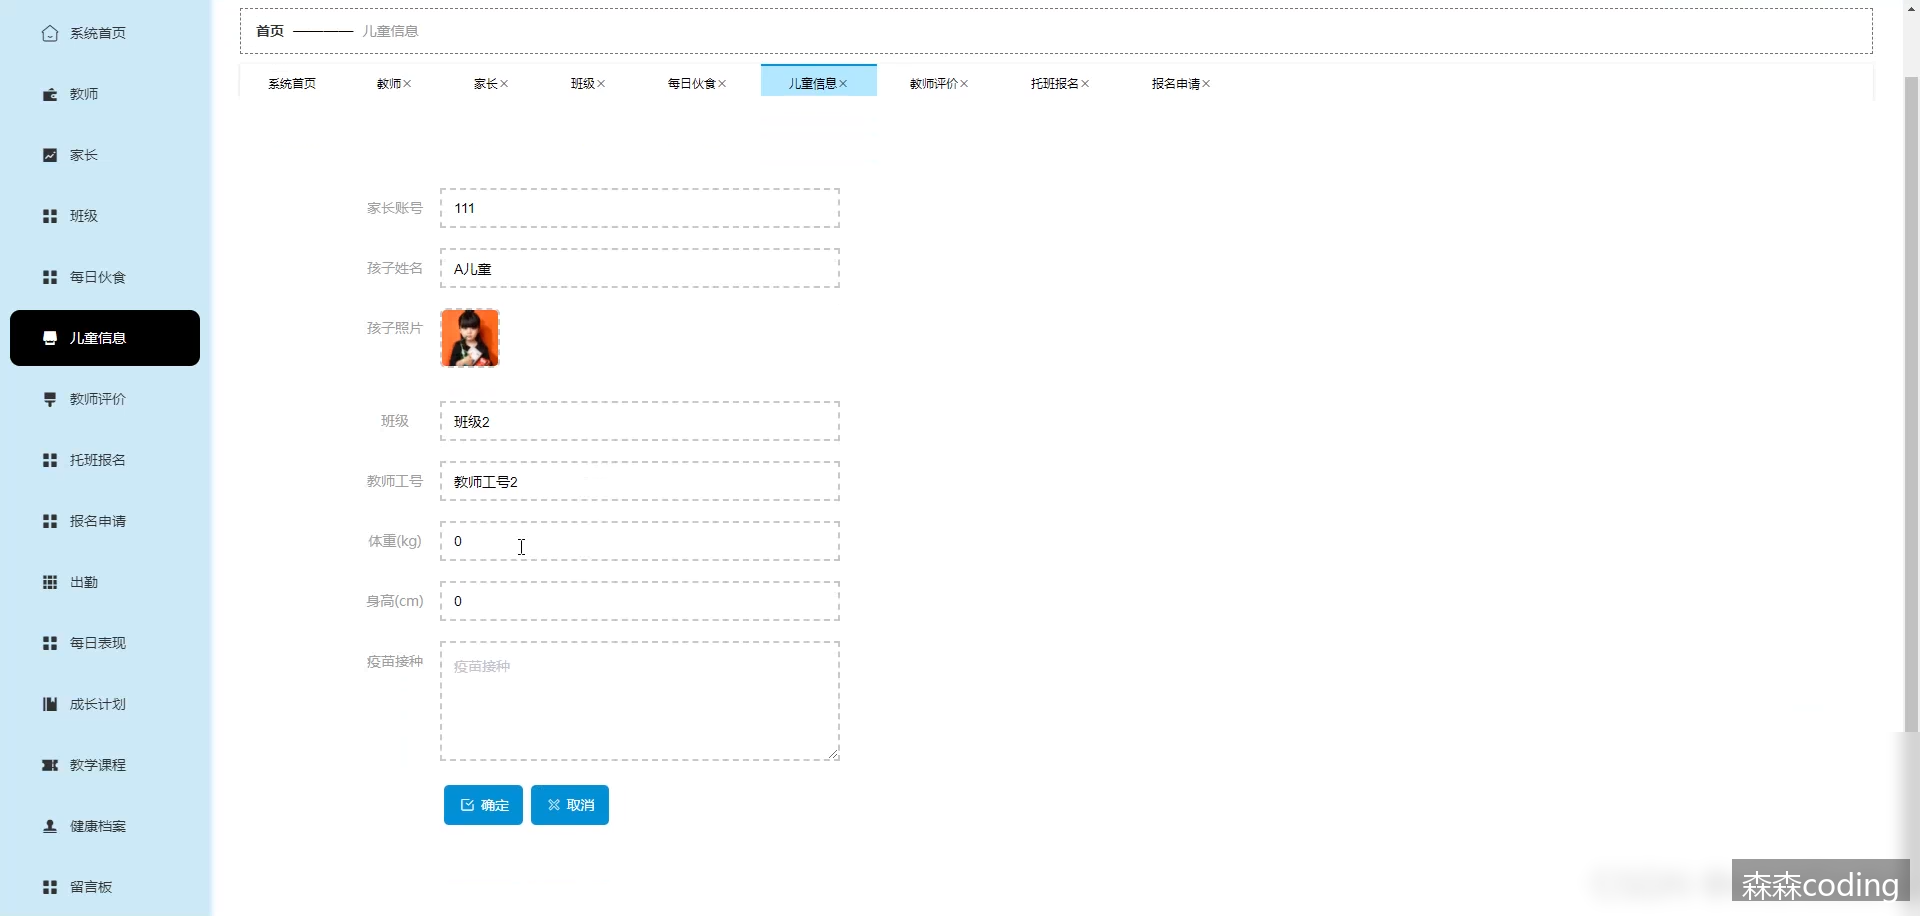 系统首页
教师
家长
班级
每日伙食
儿童信息
教师评价
托班报名
报名申请
出勤
每日表现
成长计划
教学课程
健康档案
留言板
首页 ———— 儿童信息
系统首页 教师× 家长× 班级× 每日伙食× 儿童信息× 教师评价× 托班报名× 报名申请×
家长账号 111
孩子姓名 A儿童
孩子照片
班级 班级2
教师工号 教师工号2
体重(kg) 0
身高(cm) 0
疫苗接种 疫苗接种
确定 取消
森森coding